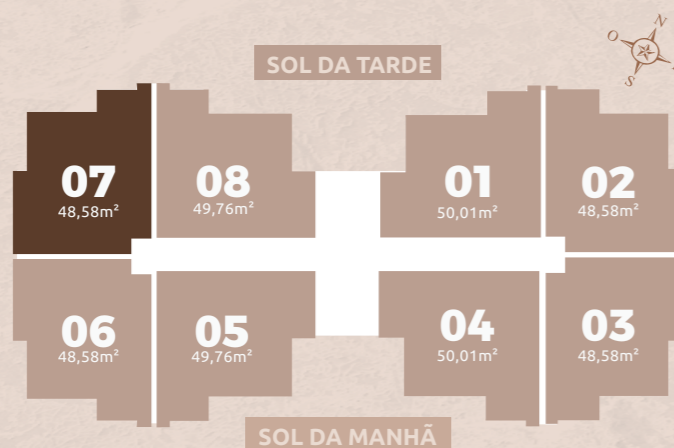 N
O
S
SOL DA TARDE
07
48,58m²
08
49,76m²
01
50,01m²
02
48,58m²
06
48,58m²
05
49,76m²
04
50,01m²
03
48,58m²
SOL DA MANHÃ